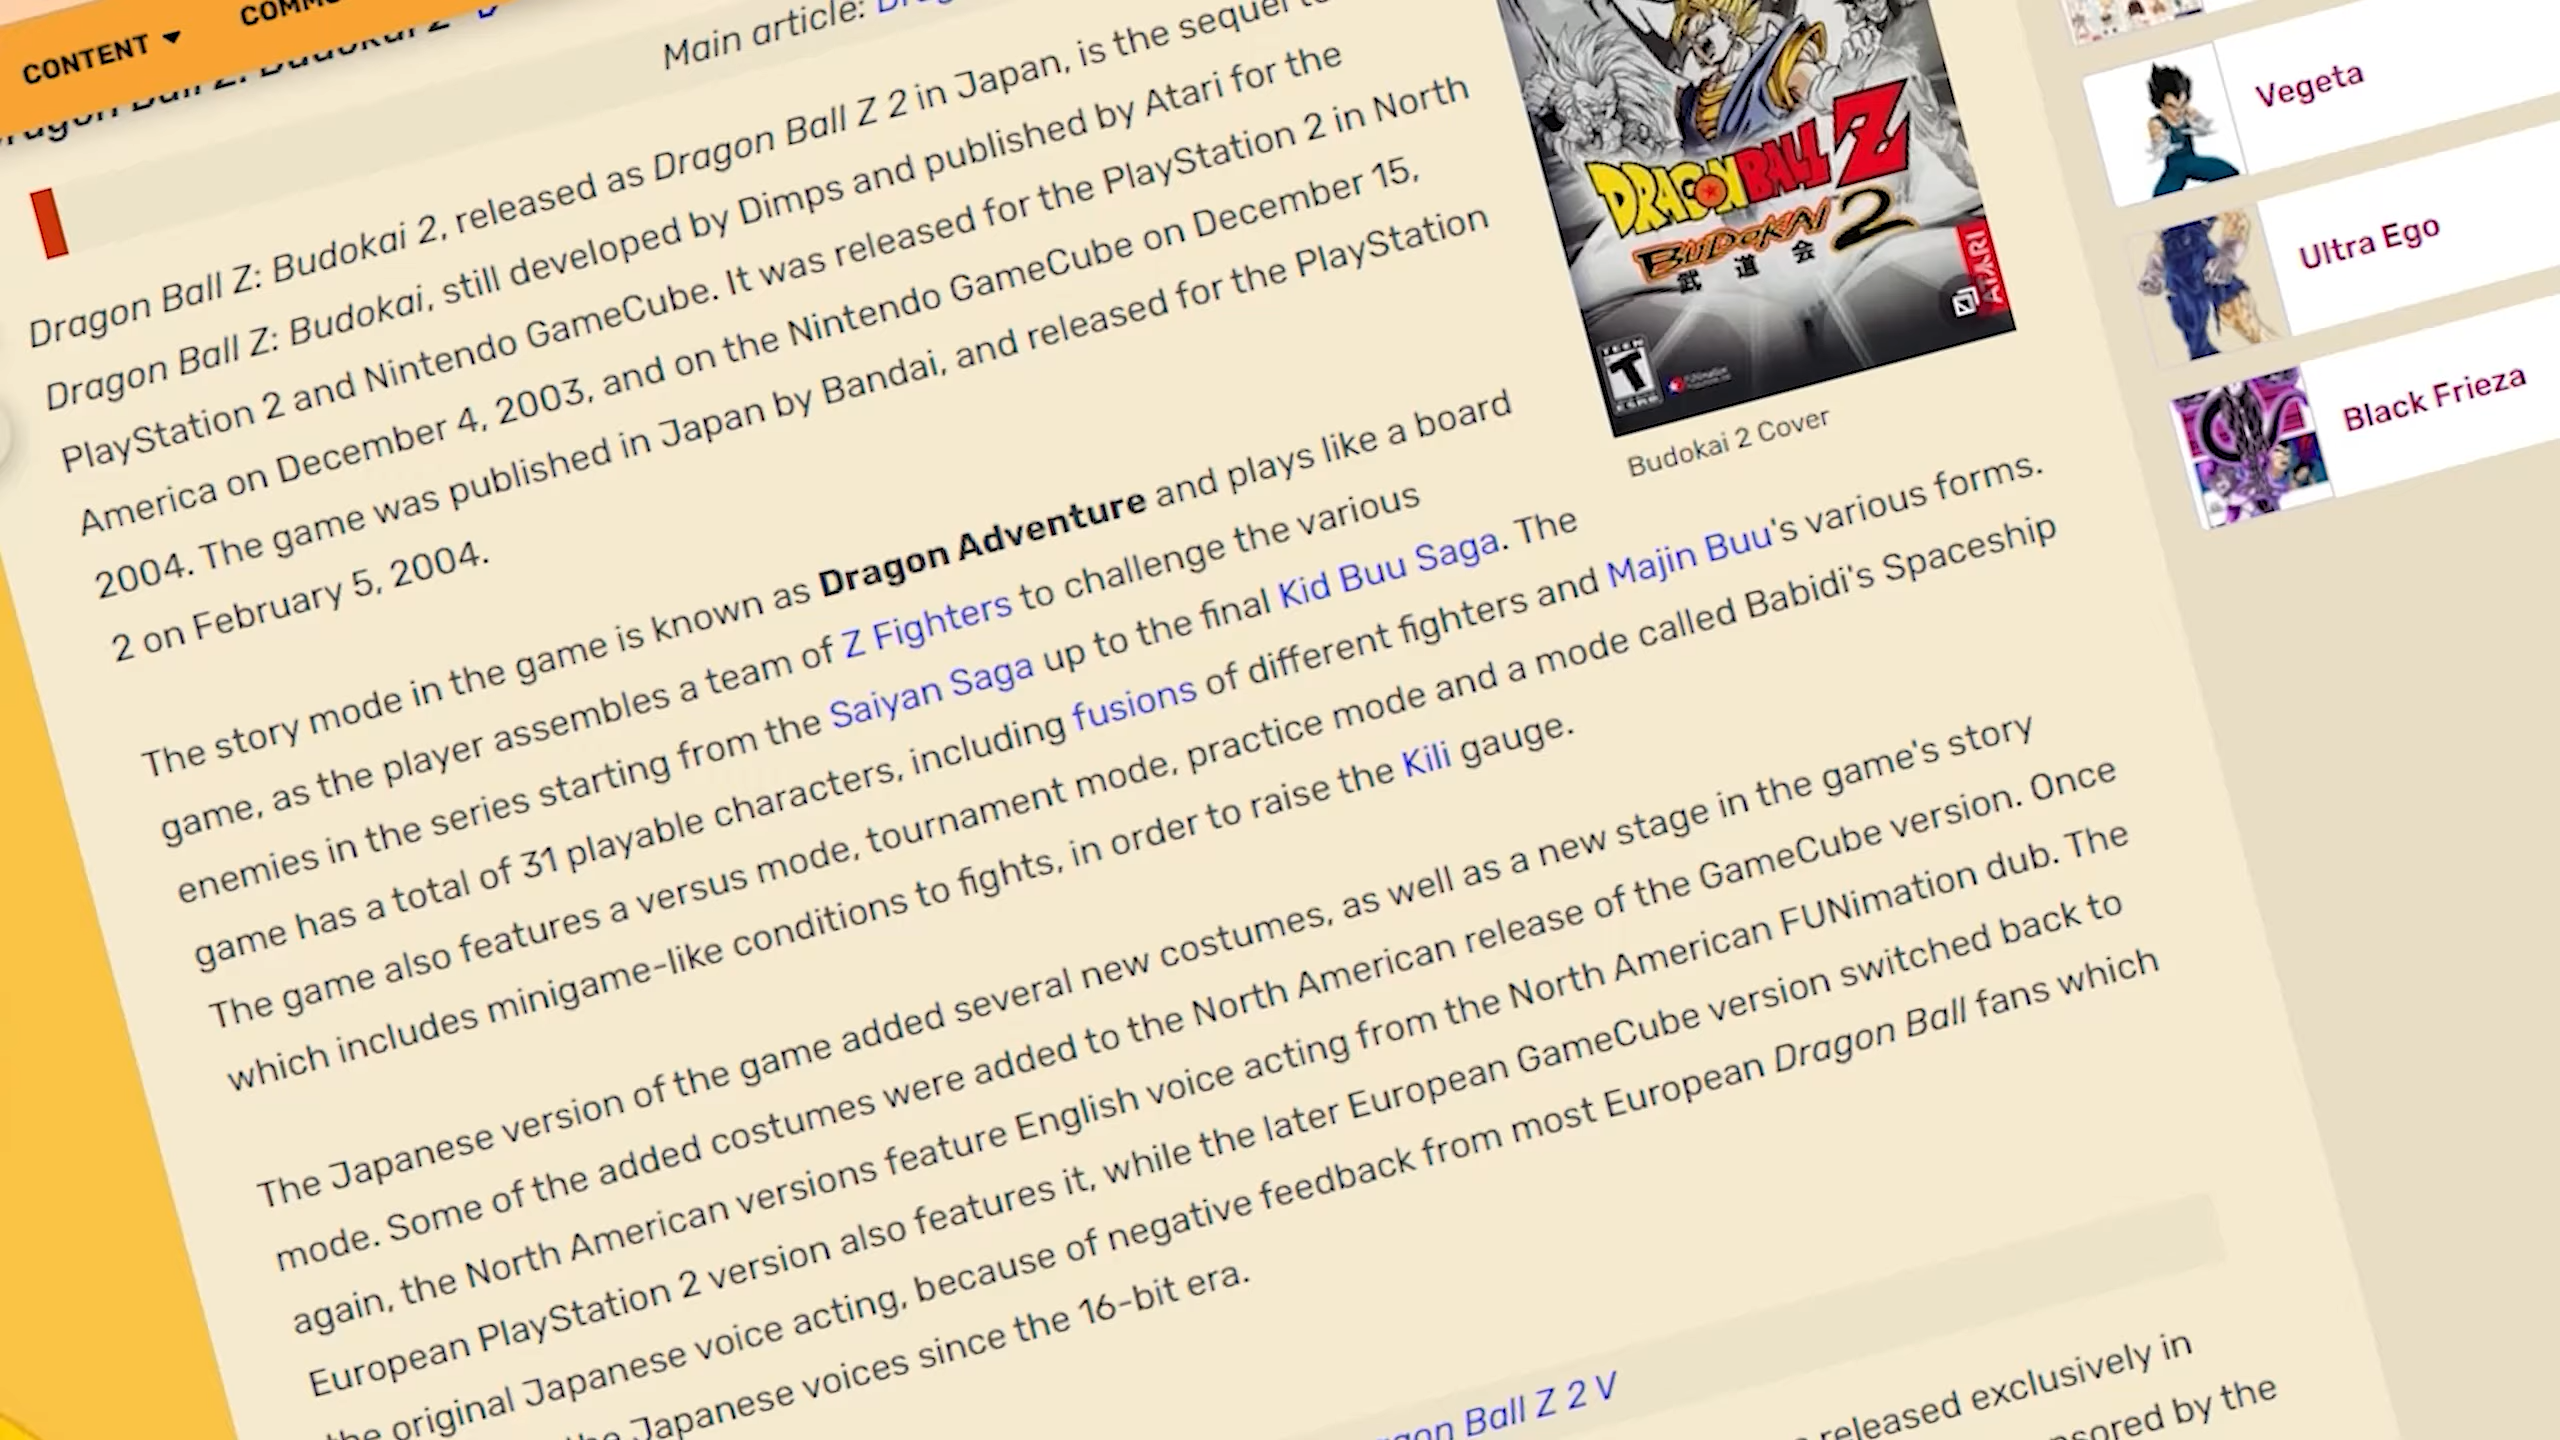 CONTENT
Main article:
Dragon Ball Z: Budokai 2
Dragon Ball Z: Budokai 2, released as Dragon Ball Z 2 in Japan, is the sequel to
Dragon Ball Z: Budokai, still developed by Dimps and published by Atari for the
PlayStation 2 and Nintendo GameCube. It was released for the PlayStation 2 in North
America on December 4, 2003, and on the Nintendo GameCube on December 15,
2004. The game was published in Japan by Bandai, and released for the PlayStation
2 on February 5, 2004.
DRAGON BALL Z
BUDOKAI 2
武道会
ATARI
TEEN
T
ESRB
Budokai 2 Cover
The story mode in the game is known as Dragon Adventure and plays like a board
game, as the player assembles a team of Z Fighters to challenge the various
enemies in the series starting from the Saiyan Saga up to the final Kid Buu Saga. The
game has a total of 31 playable characters, including fusions of different fighters and Majin Buu's various forms.
The game also features a versus mode, tournament mode, practice mode and a mode called Babidi's Spaceship
which includes minigame-like conditions to fights, in order to raise the Kili gauge.
The Japanese version of the game added several new costumes, as well as a new stage in the game's story
mode. Some of the added costumes were added to the North American release of the GameCube version. Once
again, the North American versions feature English voice acting from the North American FUNimation dub. The
European PlayStation 2 version also features it, while the later European GameCube version switched back to
the original Japanese voice acting, because of negative feedback from most European Dragon Ball fans which
the Japanese voices since the 16-bit era.
Dragon Ball Z 2 V
released exclusively in
sponsored by the
Vegeta
Ultra Ego
Black Frieza